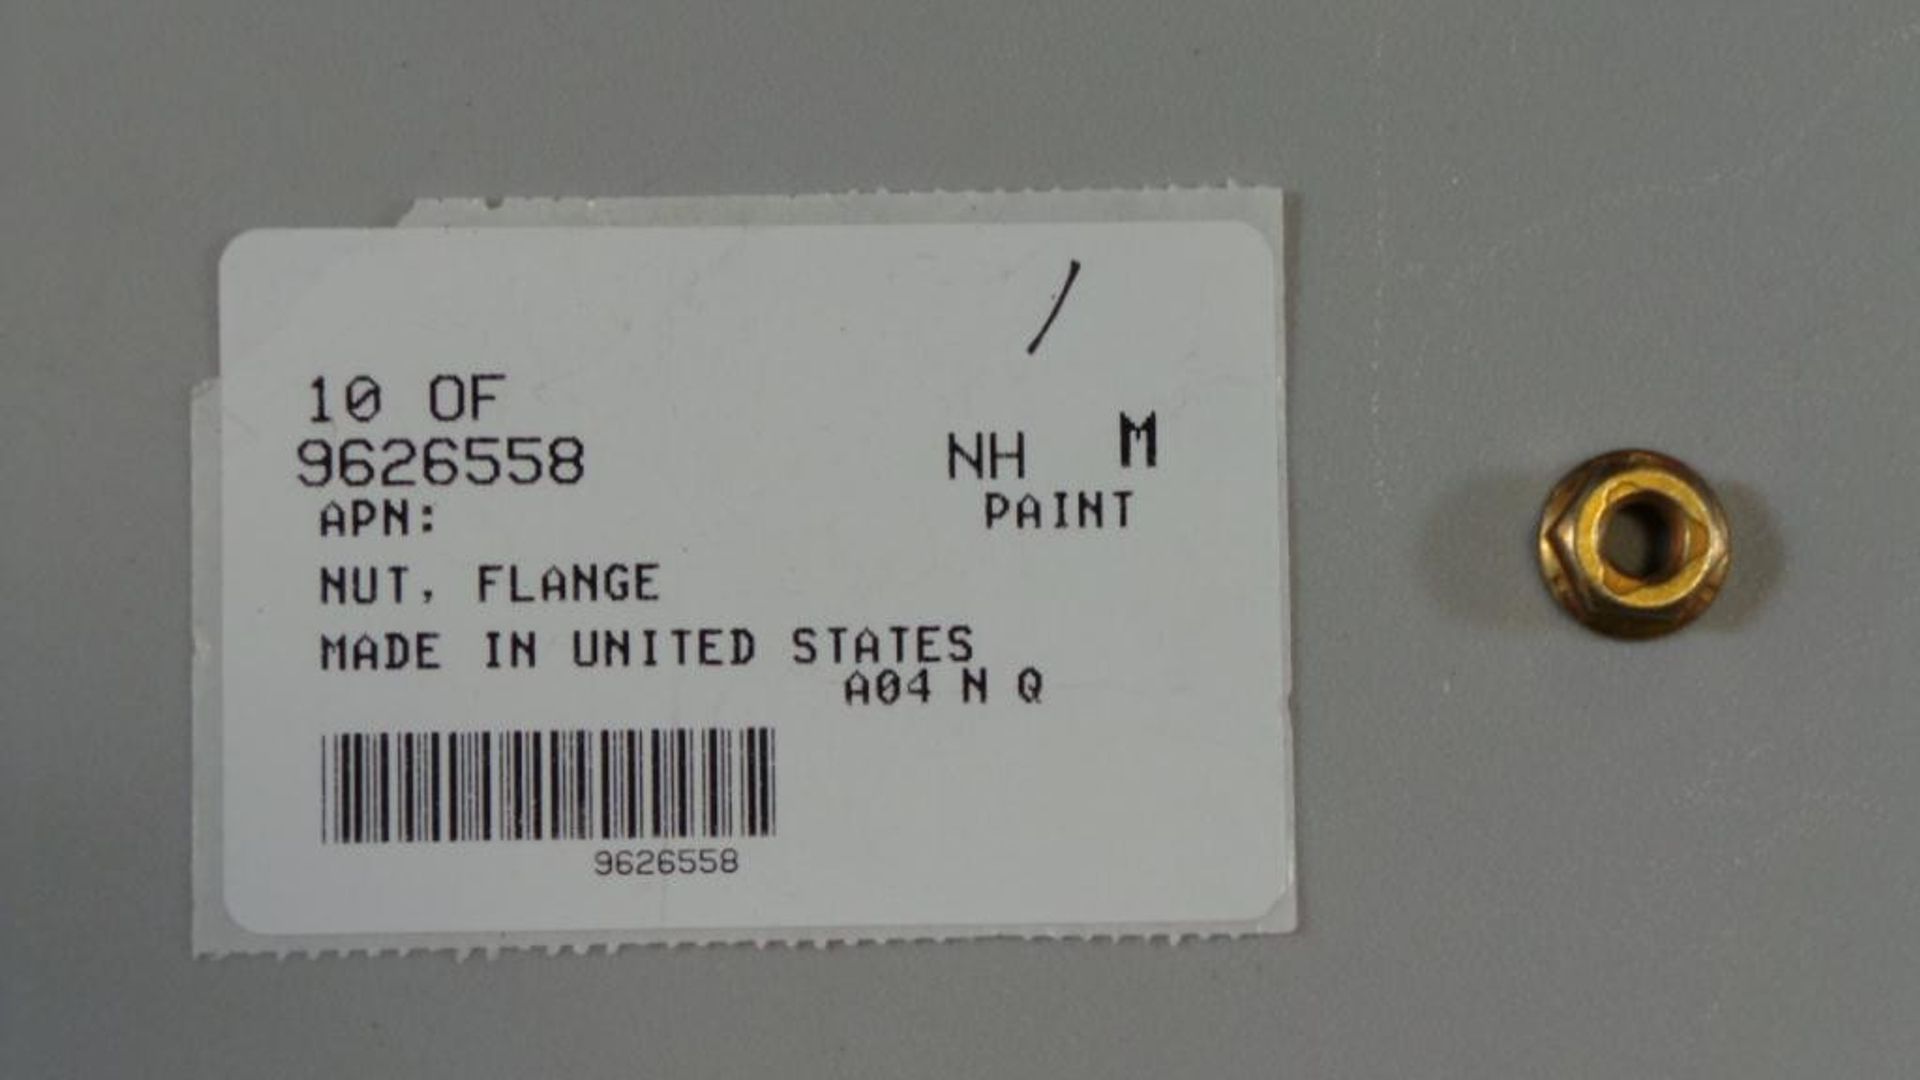 /
10 OF
9626558 NH M
APN: PAINT
NUT, FLANGE
MADE IN UNITED STATES
A04 N Q
9626558